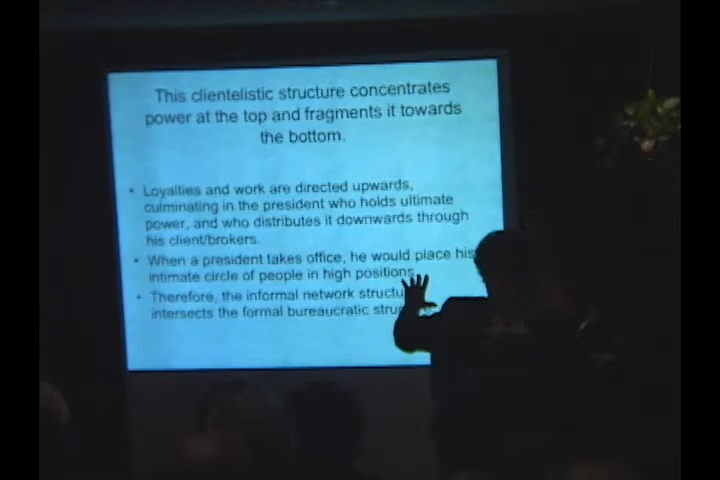 This clientelistic structure concentrates
power at the top and fragments it towards
the bottom.
• Loyalties and work are directed upwards,
culminating in the president who holds ultimate
power, and who distributes it downwards through
his client/brokers.
• When a president takes office, he would place his
intimate circle of people in high positions.
• Therefore, the informal network structu
intersects the formal bureaucratic struc